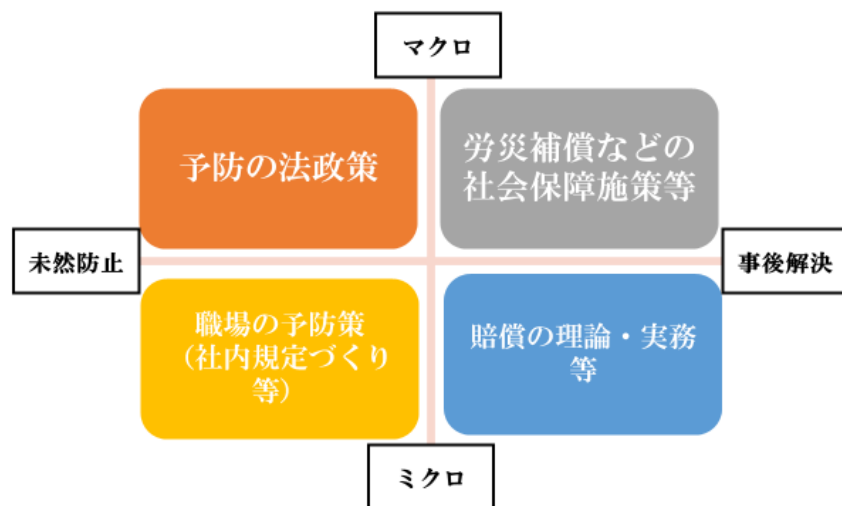 マクロ
予防の法政策
労災補償などの
社会保障施策等
未然防止
事後解決
職場の予防策
（社内規定づくり
等）
賠償の理論・実務
等
ミクロ